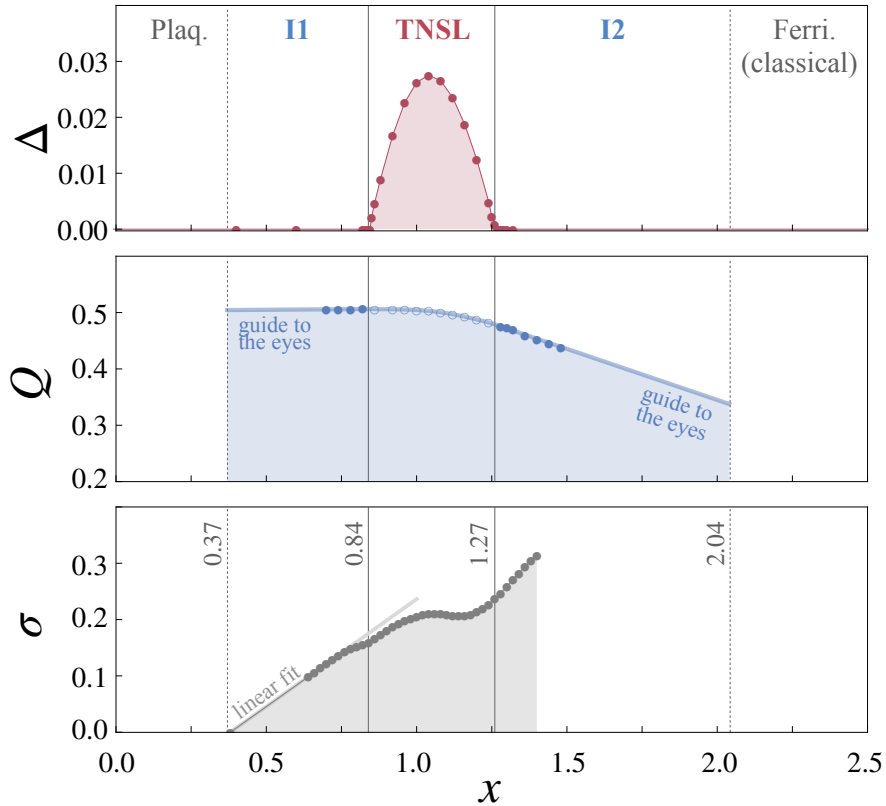 Plaq.
I1
TNSL
I2
Ferri.
(classical)
0.03
0.02
0.01
0.00
Δ
0.5
0.4
0.3
0.2
Q
guide to
the eyes
guide to
the eyes
0.3
0.2
0.1
0.0
σ
0.37
0.84
1.27
2.04
linear fit
0.0
0.5
1.0
1.5
2.0
2.5
x